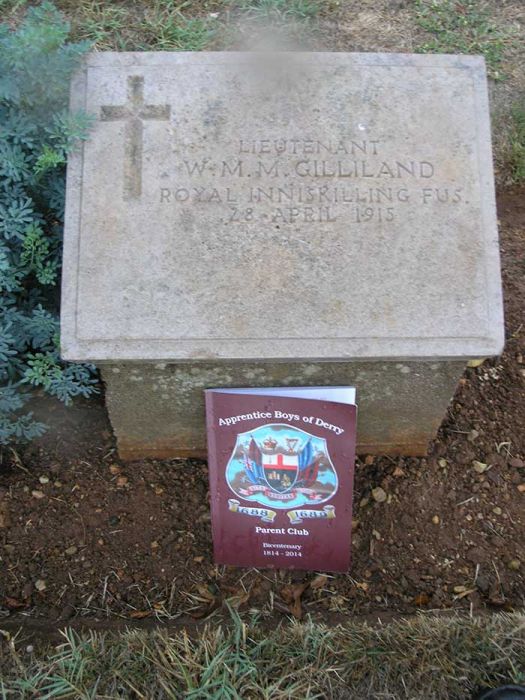 LIEUTENANT
W. M. M. GILLILAND
ROYAL INNISKILLING FUS.
28 APRIL 1915
Apprentice Boys of Derry
1688 1689
Parent Club
Bicentenary
1814 - 2014